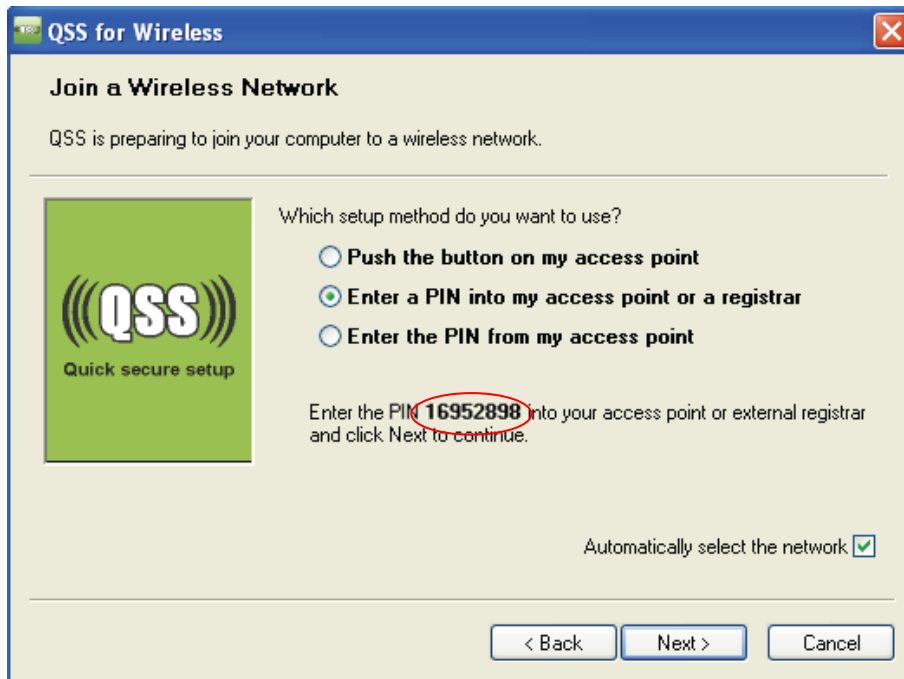 QSS for Wireless
Join a Wireless Network
QSS is preparing to join your computer to a wireless network.
Which setup method do you want to use?
Push the button on my access point
Enter a PIN into my access point or a registrar
Enter the PIN from my access point
(((QSS)))
Quick secure setup
Enter the PIN 16952898 into your access point or external registrar
and click Next to continue.
Automatically select the network
< Back
Next >
Cancel